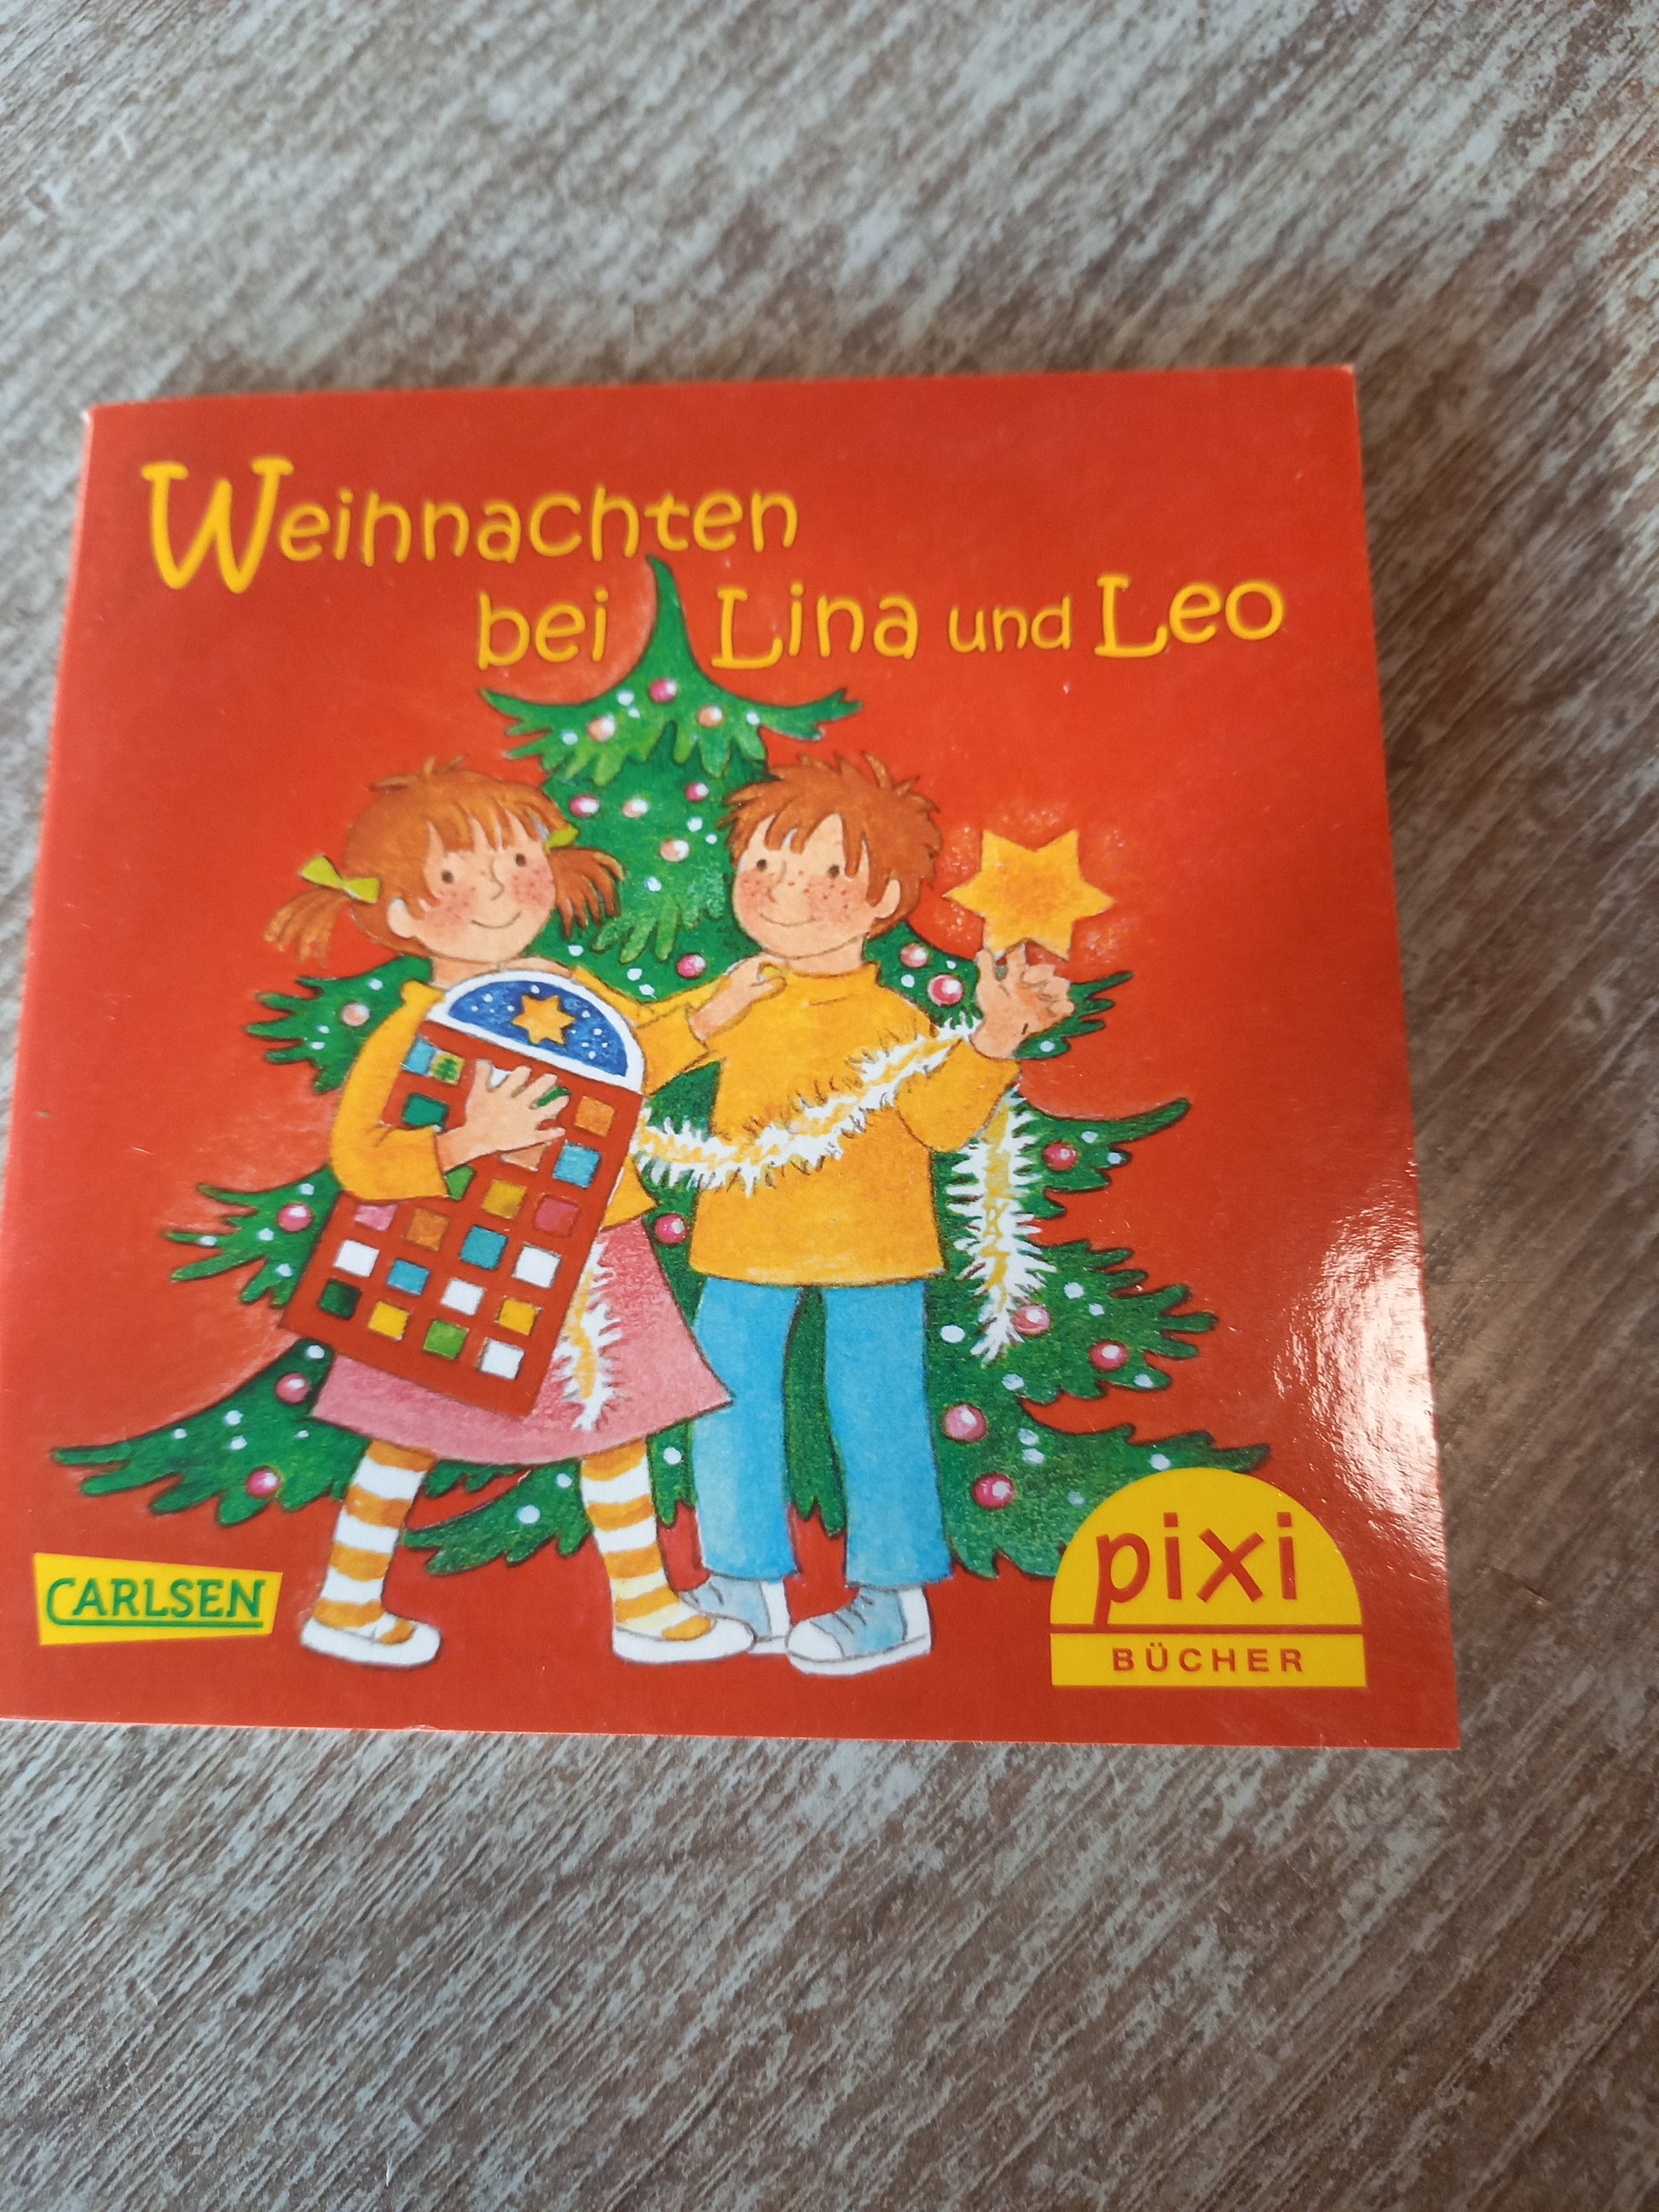 Weihnachten
bei Lina und Leo
CARLSEN
pixi
BÜCHER